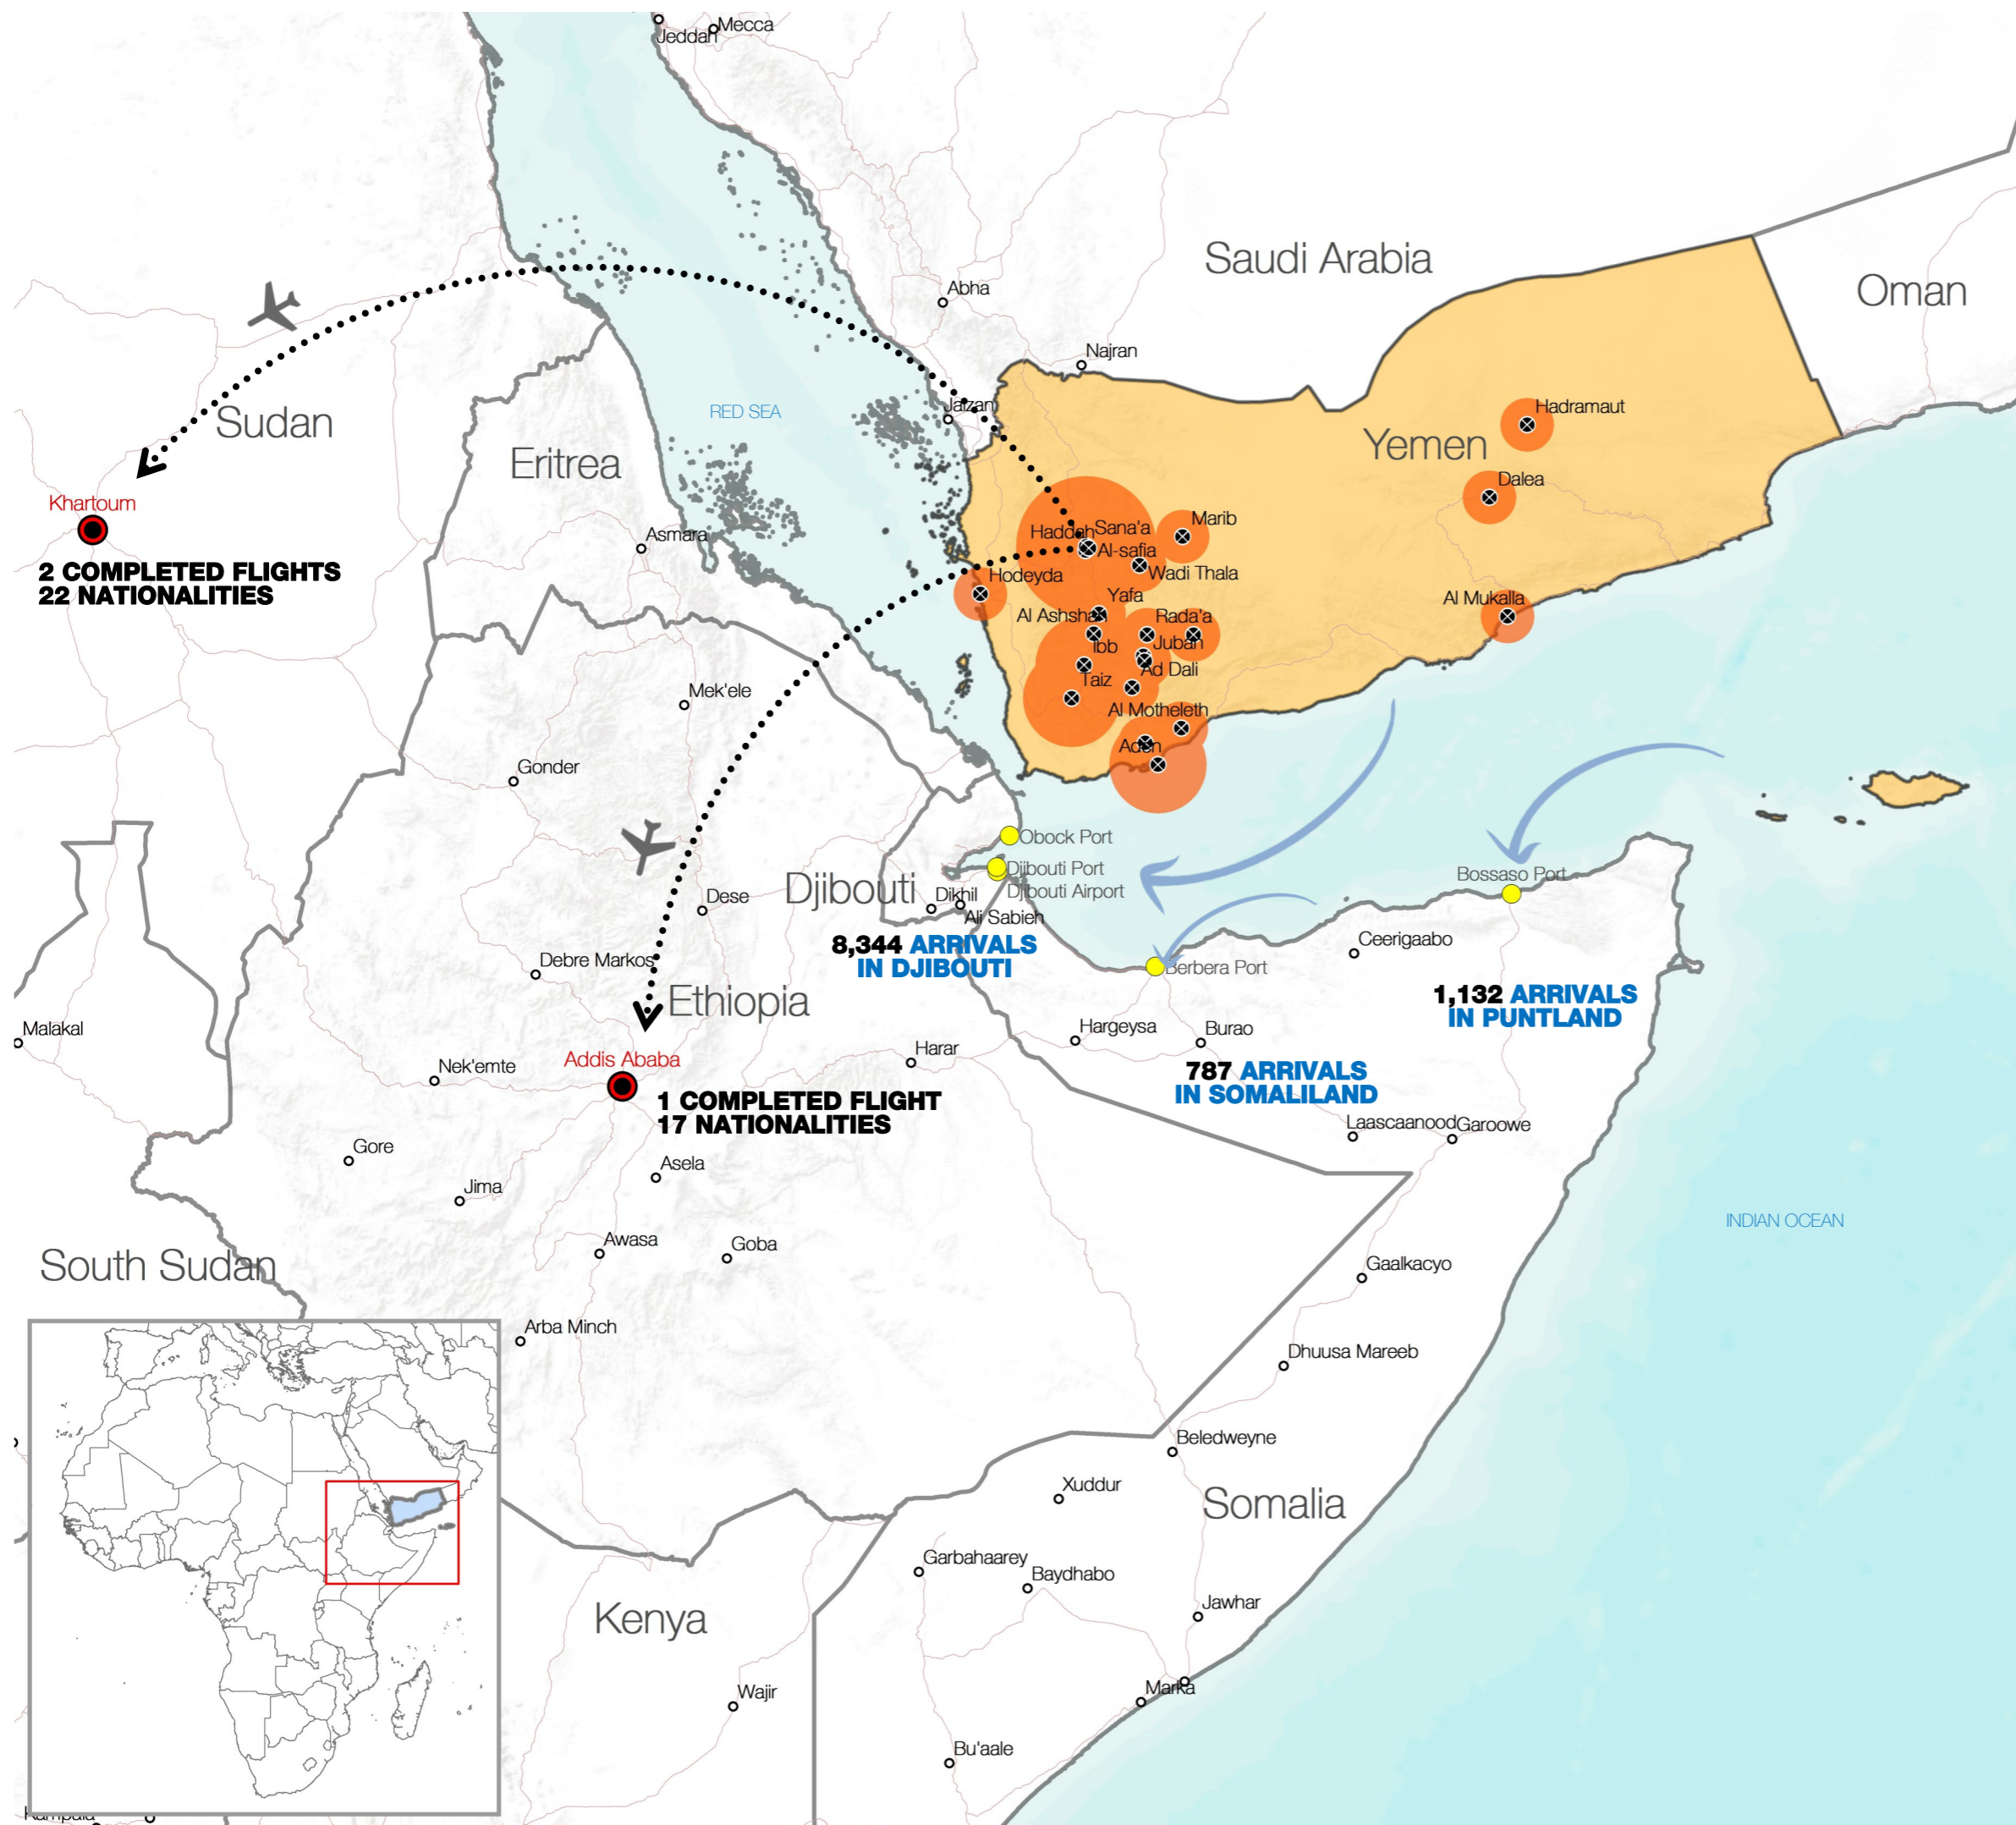 Mecca
Jeddah
Saudi Arabia
Oman
Abha
Najran
Jaizan
RED SEA
Sudan
Eritrea
Yemen
Hadramaut
Dalea
Khartoum
2 COMPLETED FLIGHTS
22 NATIONALITIES
Asmara
Haddah
Sana'a
Al-safia
Marib
Wadi Thala
Hodeyda
Yafa
Al Mukalla
Al Ashshah
Rada'a
Ibb
Juban
Ad Dali
Taiz
Al Motheleth
Aden
Mek'ele
Gonder
Obock Port
Djibouti Port
Djibouti Airport
Djibouti
Dikhil
Ali Sabieh
Dese
Bossaso Port
8,344 ARRIVALS
IN DJIBOUTI
Ceerigaabo
Debre Markos
Berbera Port
Ethiopia
1,132 ARRIVALS
IN PUNTLAND
Malakal
Hargeysa
Burao
Harar
Addis Ababa
Nek'emte
787 ARRIVALS
IN SOMALILAND
1 COMPLETED FLIGHT
17 NATIONALITIES
Laascaanood
Garoowe
Gore
Asela
Jima
INDIAN OCEAN
Awasa
Goba
South Sudan
Gaalkacyo
Arba Minch
Dhuusa Mareeb
Beledweyne
Xuddur
Somalia
Garbahaarey
Baydhabo
Kenya
Jawhar
Marka
Wajir
Bu'aale
Kampala